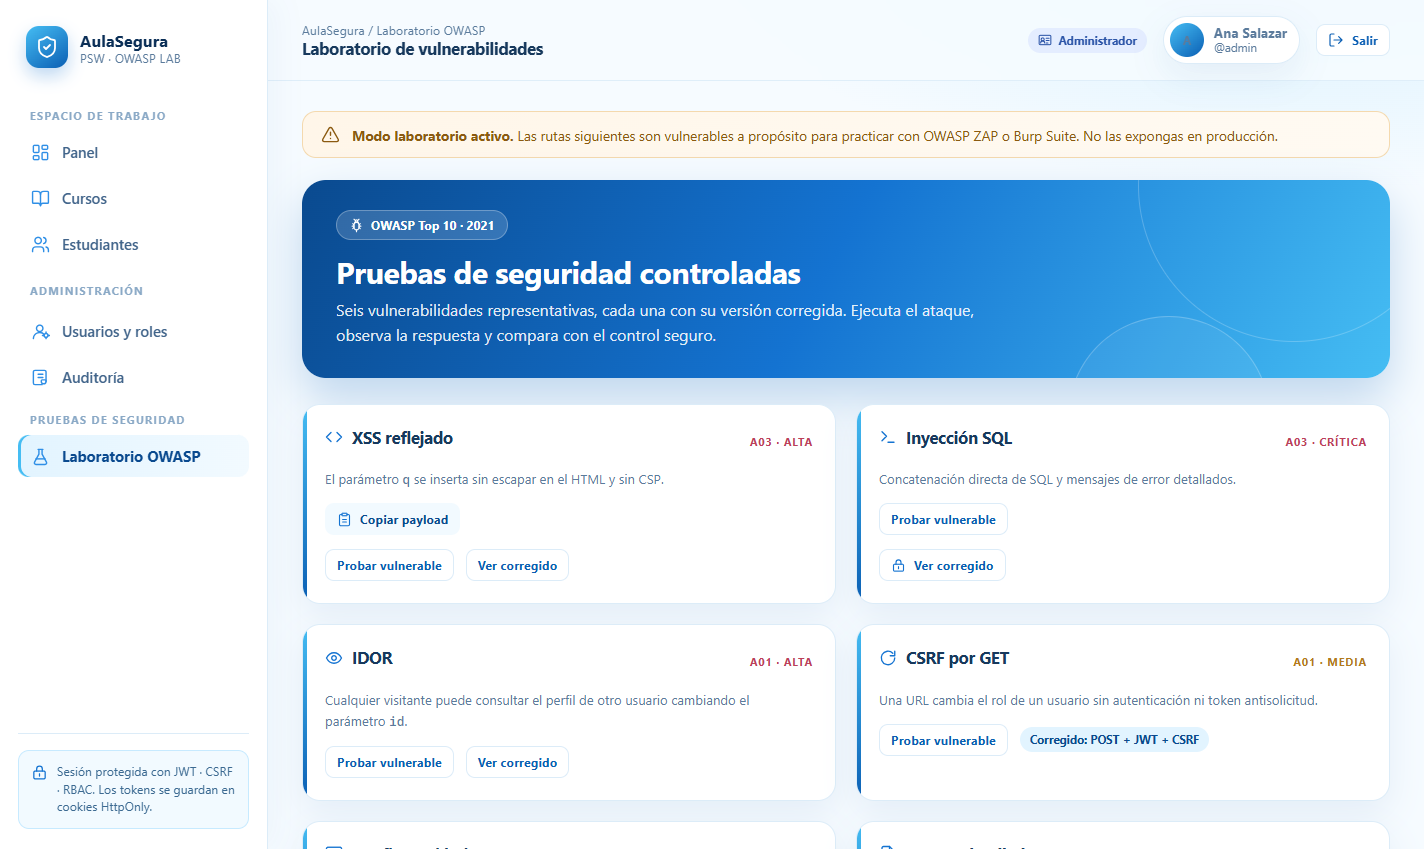 AulaSegura
PSW · OWASP LAB
ESPACIO DE TRABAJO
Panel
Cursos
Estudiantes
ADMINISTRACIÓN
Usuarios y roles
Auditoría
PRUEBAS DE SEGURIDAD
Laboratorio OWASP
Sesión protegida con JWT · CSRF
· RBAC. Los tokens se guardan en
cookies HttpOnly.
AulaSegura / Laboratorio OWASP
Laboratorio de vulnerabilidades
Administrador
Ana Salazar
@admin
Salir
Modo laboratorio activo. Las rutas siguientes son vulnerables a propósito para practicar con OWASP ZAP o Burp Suite. No las expongas en producción.
OWASP Top 10 · 2021
Pruebas de seguridad controladas
Seis vulnerabilidades representativas, cada una con su versión corregida. Ejecuta el ataque,
observa la respuesta y compara con el control seguro.
XSS reflejado
A03 · ALTA
El parámetro q se inserta sin escapar en el HTML y sin CSP.
Copiar payload
Probar vulnerable
Ver corregido
Inyección SQL
A03 · CRÍTICA
Concatenación directa de SQL y mensajes de error detallados.
Probar vulnerable
Ver corregido
IDOR
A01 · ALTA
Cualquier visitante puede consultar el perfil de otro usuario cambiando el
parámetro id.
Probar vulnerable
Ver corregido
CSRF por GET
A01 · MEDIA
Una URL cambia el rol de un usuario sin autenticación ni token antisolicitud.
Probar vulnerable
Corregido: POST + JWT + CSRF